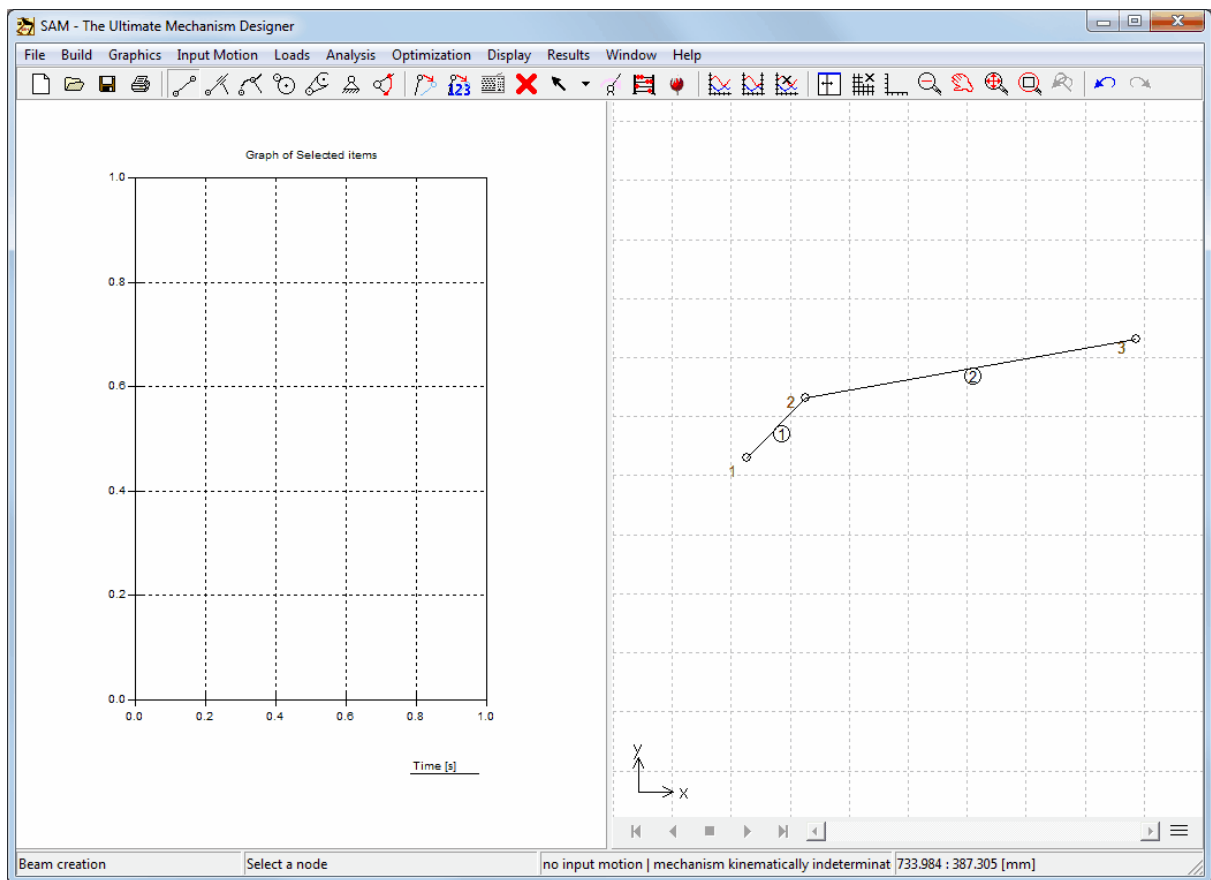 SAM - The Ultimate Mechanism Designer
File Build Graphics Input Motion Loads Analysis Optimization Display Results Window Help
123
Graph of Selected items
1.0
0.8
0.6
0.4
0.2
0.0
0.0 0.2 0.4 0.6 0.8 1.0
Time [s]
3
2
2
1
1
y
x
Beam creation
Select a node
no input motion | mechanism kinematically indeterminat
733.984 : 387.305 [mm]